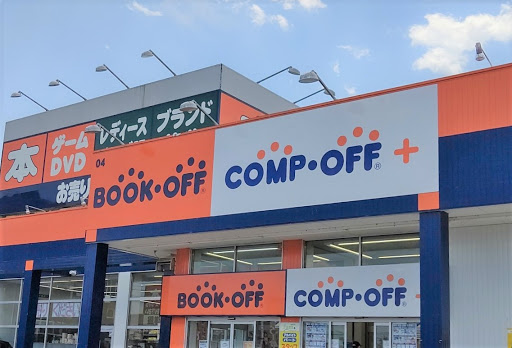 本
ゲーム
DVD
お売り
レディース ブランド
04
BOOK・OFF®
COMP・OFF® +
BOOK・OFF
COMP・OFF +